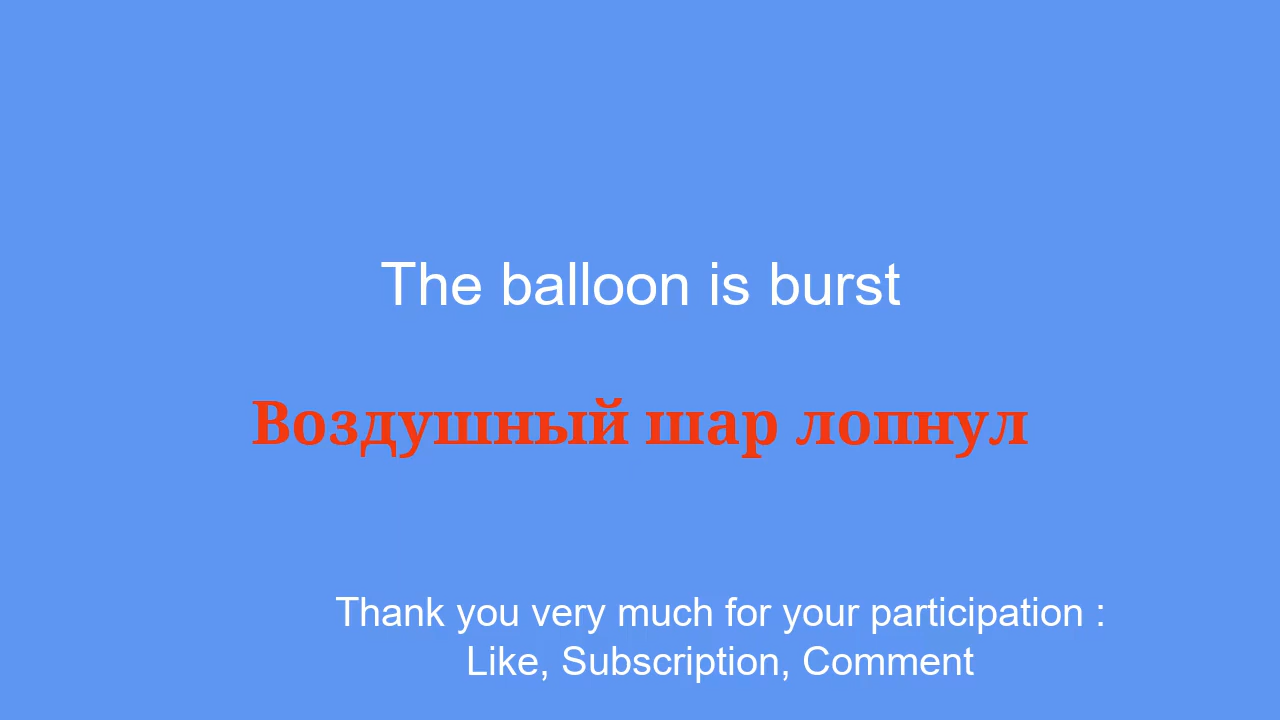 The balloon is burst
Воздушный шар лопнул
Thank you very much for your participation :
Like, Subscription, Comment